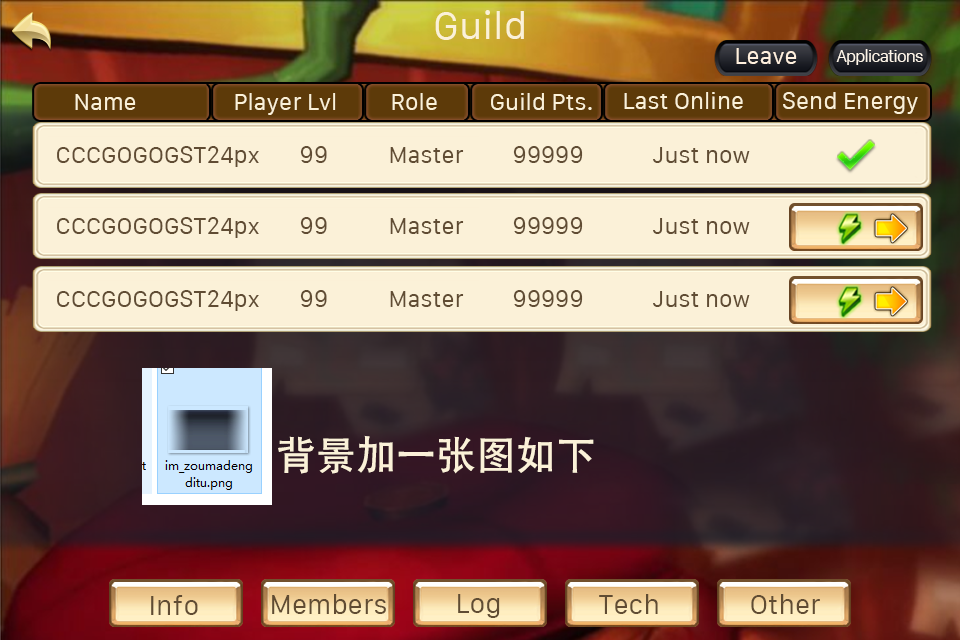 Guild
Leave
Applications
Name Player Lvl Role Guild Pts. Last Online Send Energy
CCCGOGOGST24px 99 Master 99999 Just now
CCCGOGOGST24px 99 Master 99999 Just now
CCCGOGOGST24px 99 Master 99999 Just now
t im_zoumadeng
ditu.png
背景加一张图如下
Info Members Log Tech Other